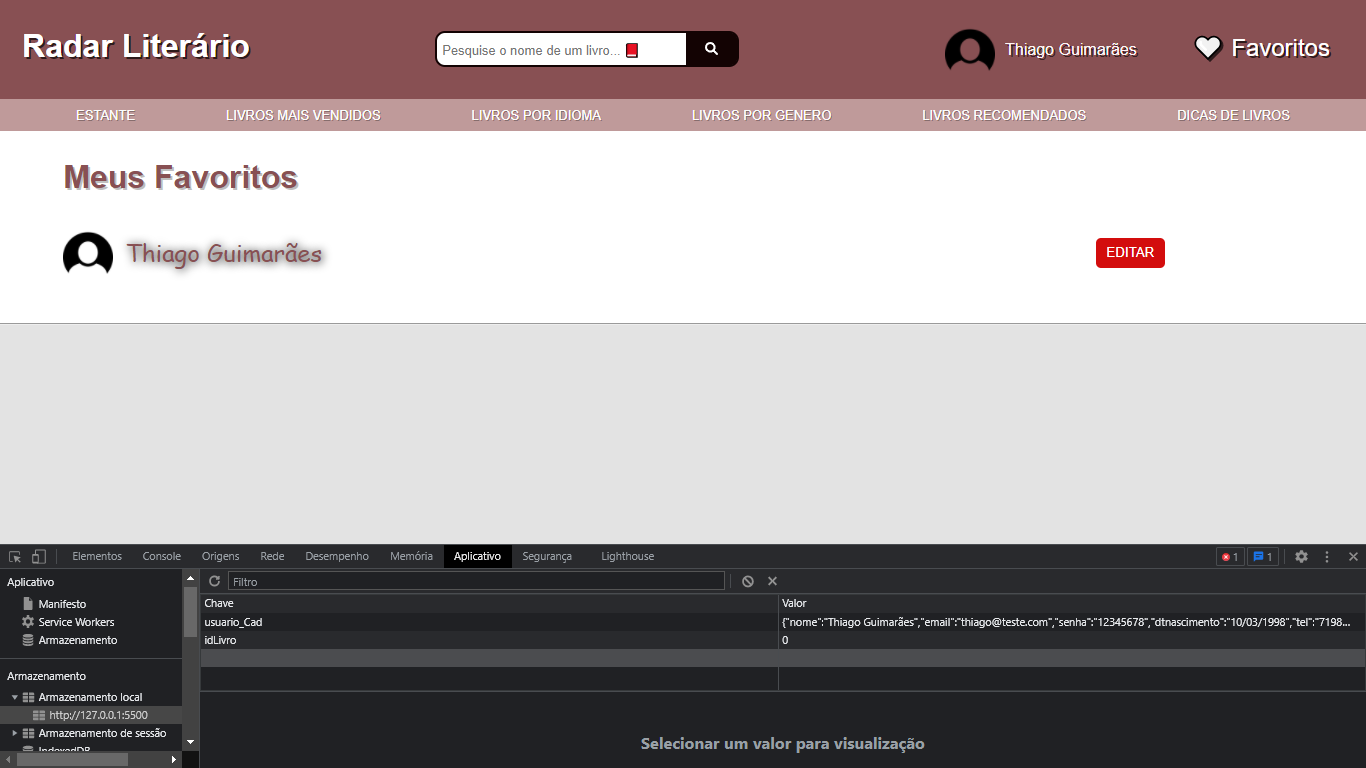 Radar Literário
Pesquise o nome de um livro... 📕
Thiago Guimarães
Favoritos
ESTANTE LIVROS MAIS VENDIDOS LIVROS POR IDIOMA LIVROS POR GENERO LIVROS RECOMENDADOS DICAS DE LIVROS
Meus Favoritos
Thiago Guimarães
EDITAR
Elementos Console Origens Rede Desempenho Memória Aplicativo Segurança Lighthouse 1 1
Aplicativo
Manifesto
Service Workers
Armazenamento
Armazenamento
Armazenamento local
http://127.0.0.1:5500
Armazenamento de sessão
IndexedDB
Filtro
Chave Valor
usuario_Cad {"nome":"Thiago Guimarães","email":"thiago@teste.com","senha":"12345678","dtnascimento":"10/03/1998","tel":"7198...
idLivro 0
Selecionar um valor para visualização